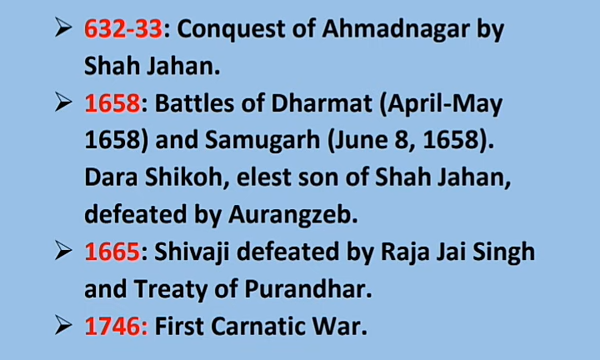 ➢ 632-33: Conquest of Ahmadnagar by
Shah Jahan.
➢ 1658: Battles of Dharmat (April-May
1658) and Samugarh (June 8, 1658).
Dara Shikoh, elest son of Shah Jahan,
defeated by Aurangzeb.
➢ 1665: Shivaji defeated by Raja Jai Singh
and Treaty of Purandhar.
➢ 1746: First Carnatic War.